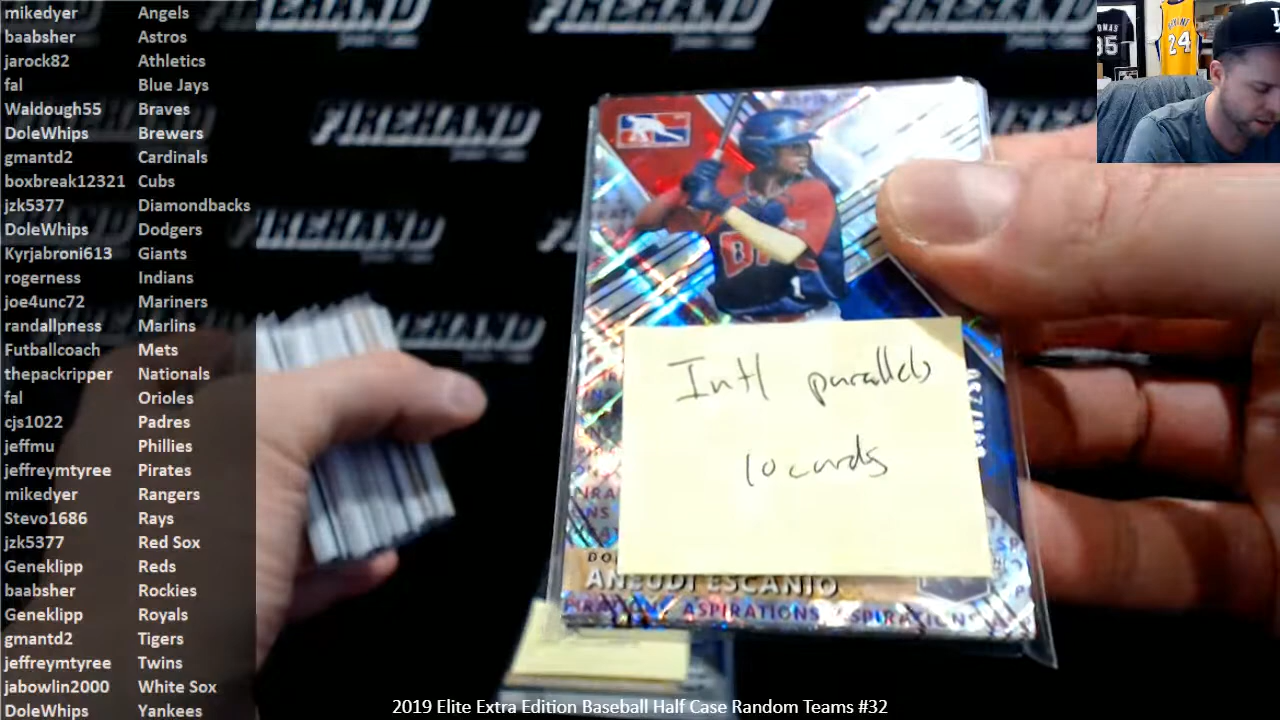 mikedyer Angels
baabsher Astros
jarock82 Athletics
fal Blue Jays
Waldough55 Braves
DoleWhips Brewers
gmantd2 Cardinals
boxbreak12321 Cubs
jzk5377 Diamondbacks
DoleWhips Dodgers
Kyrjabroni613 Giants
rogerness Indians
joe4unc72 Mariners
randallpness Marlins
Futballcoach Mets
thepackripper Nationals
fal Orioles
cjs1022 Padres
jeffmu Phillies
jeffreymtyree Pirates
mikedyer Rangers
Stevo1686 Rays
jzk5377 Red Sox
Geneklipp Reds
baabsher Rockies
Geneklipp Royals
gmantd2 Tigers
jeffreymtyree Twins
jabowlin2000 White Sox
DoleWhips Yankees
FIREHAND
FIREHAND
FIREHAND
FIREHAND
24
Intl parallels
10 cards
ANEUDI ESCANIO
ASPIRATIONS
2019 Elite Extra Edition Baseball Half Case Random Teams #32